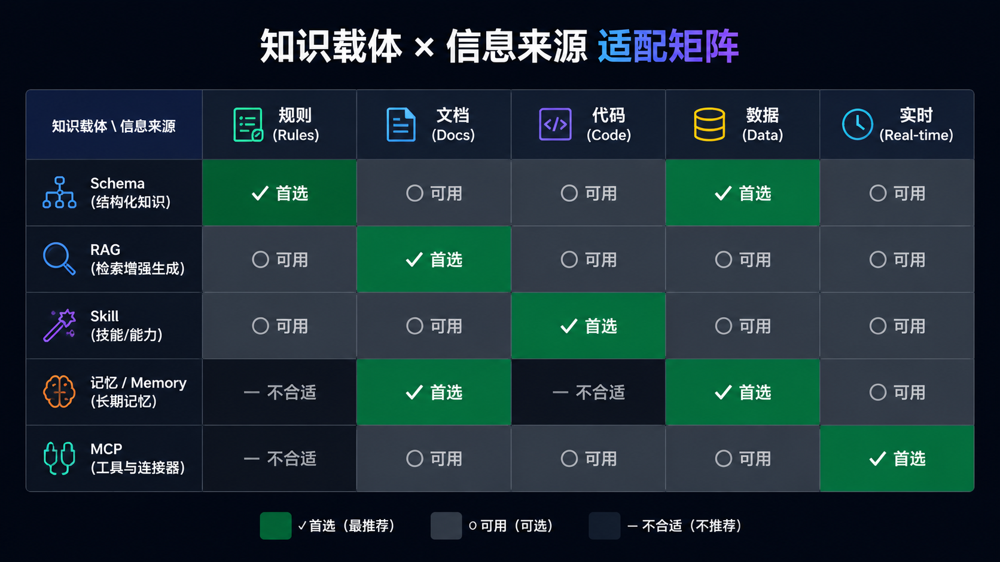 知识载体 × 信息来源 适配矩阵
知识载体 \ 信息来源
规则
(Rules)
文档
(Docs)
代码
(Code)
数据
(Data)
实时
(Real-time)
Schema
(结构化知识)
✓ 首选
○ 可用
○ 可用
✓ 首选
○ 可用
RAG
(检索增强生成)
○ 可用
✓ 首选
○ 可用
○ 可用
○ 可用
Skill
(技能/能力)
○ 可用
○ 可用
✓ 首选
○ 可用
○ 可用
记忆 / Memory
(长期记忆)
— 不合适
✓ 首选
— 不合适
✓ 首选
○ 可用
MCP
(工具与连接器)
— 不合适
○ 可用
○ 可用
○ 可用
✓ 首选
✓ 首选（最推荐）
○ 可用（可选）
— 不合适（不推荐）